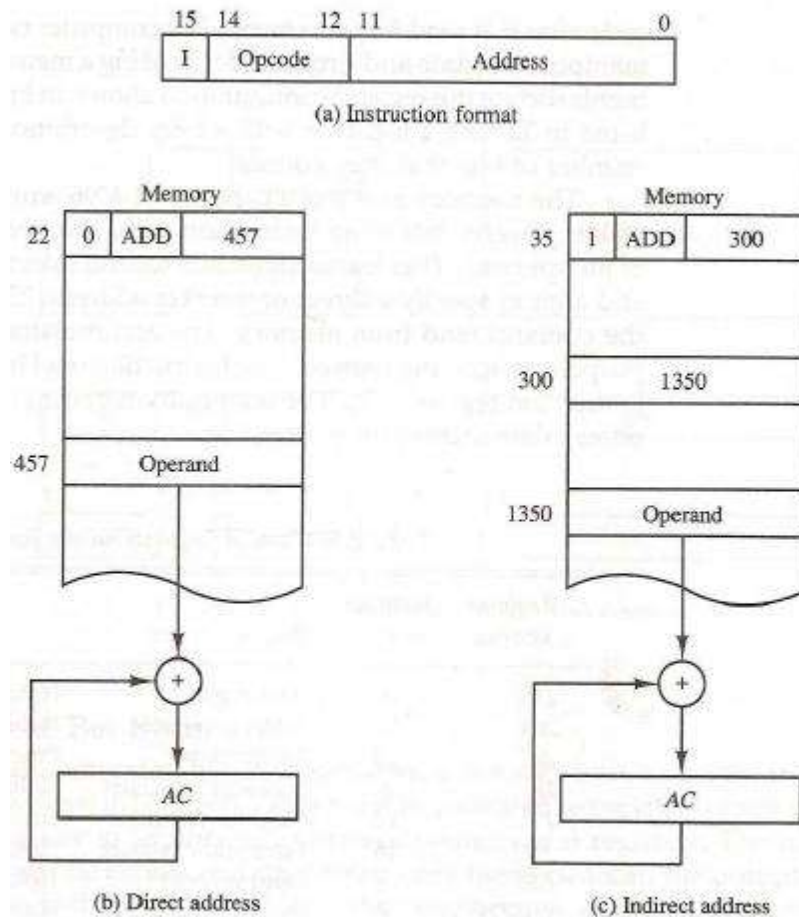 15 14 12 11 0
I Opcode Address
(a) Instruction format
Memory
22 0 ADD 457
457 Operand
+
AC
(b) Direct address
Memory
35 1 ADD 300
300 1350
1350 Operand
+
AC
(c) Indirect address